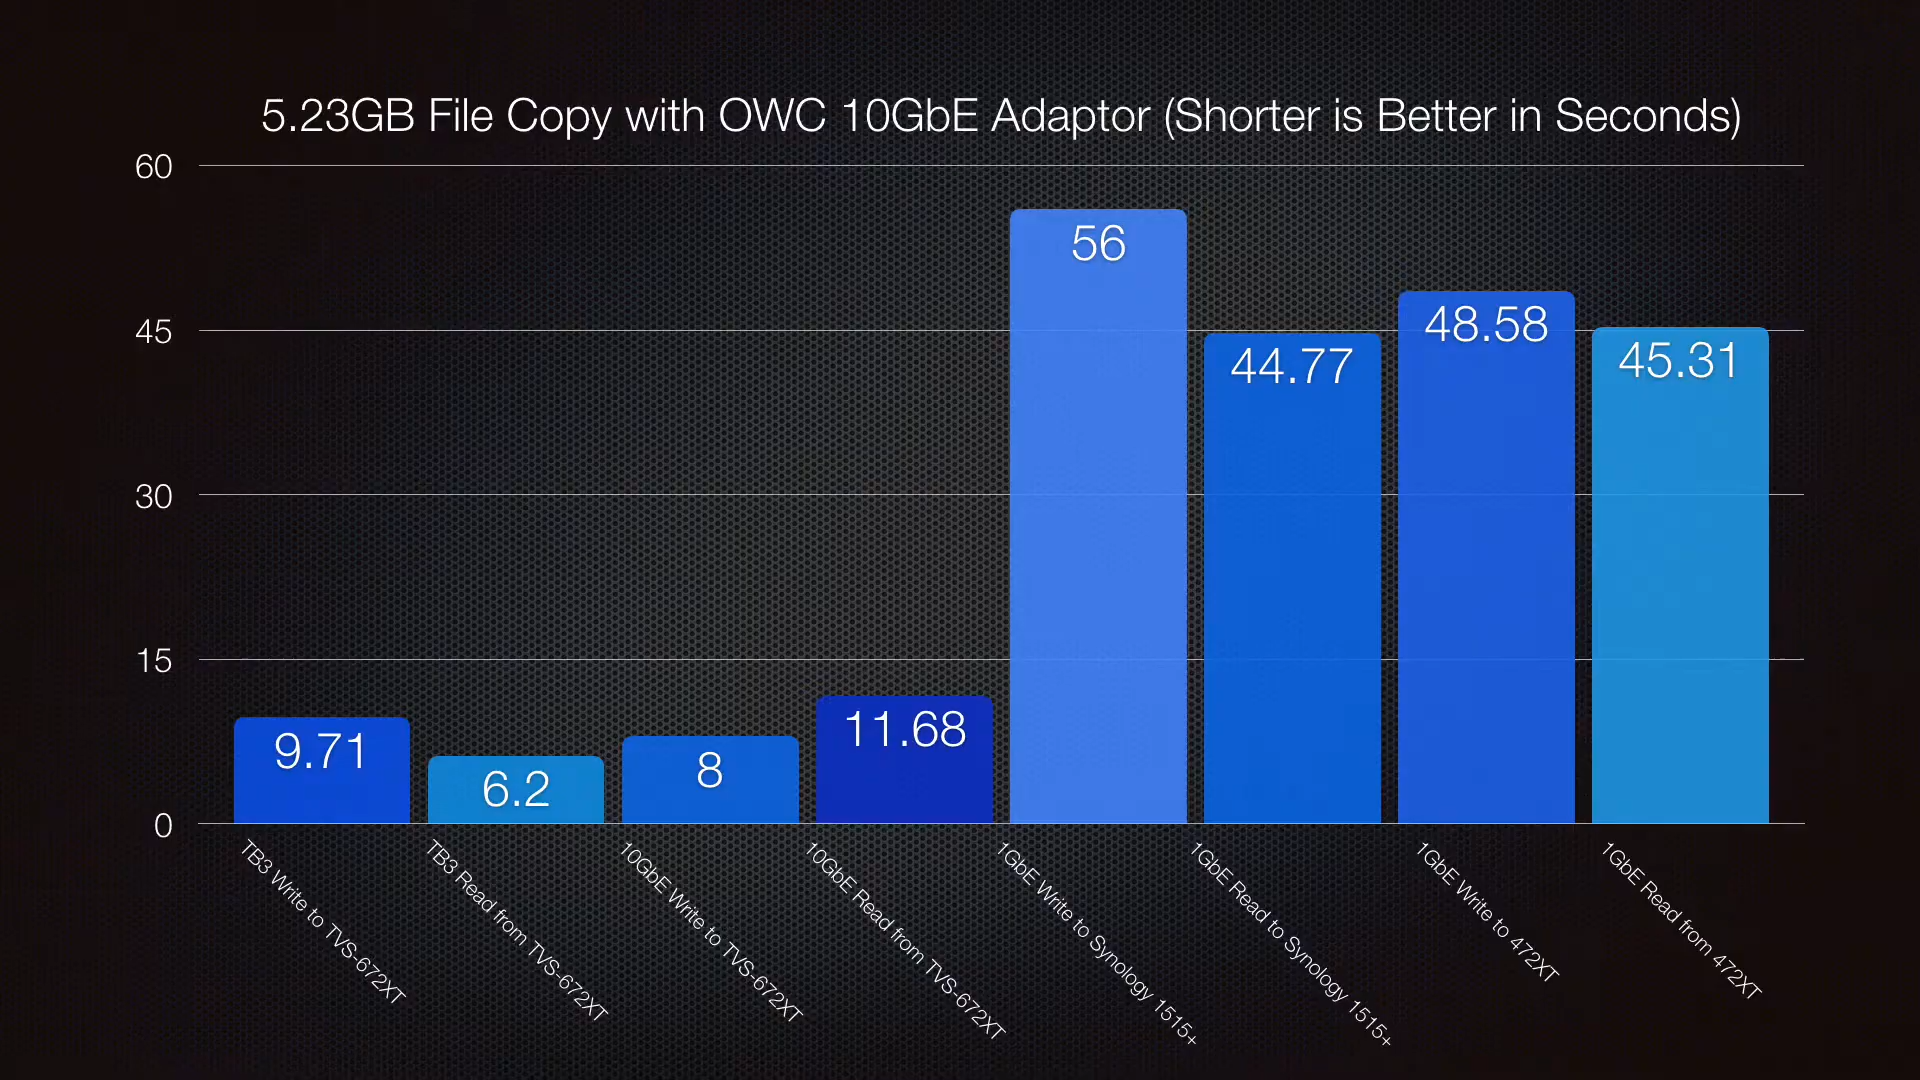 5.23GB File Copy with OWC 10GbE Adaptor (Shorter is Better in Seconds)
60
45
30
15
0
9.71
6.2
8
11.68
56
44.77
48.58
45.31
TB3 Write to TVS-672XT
TB3 Read from TVS-672XT
10GbE Write to TVS-672XT
10GbE Read from TVS-672XT
1GbE Write to Synology 1515+
1GbE Read to Synology 1515+
1GbE Write to 472XT
1GbE Read from 472XT